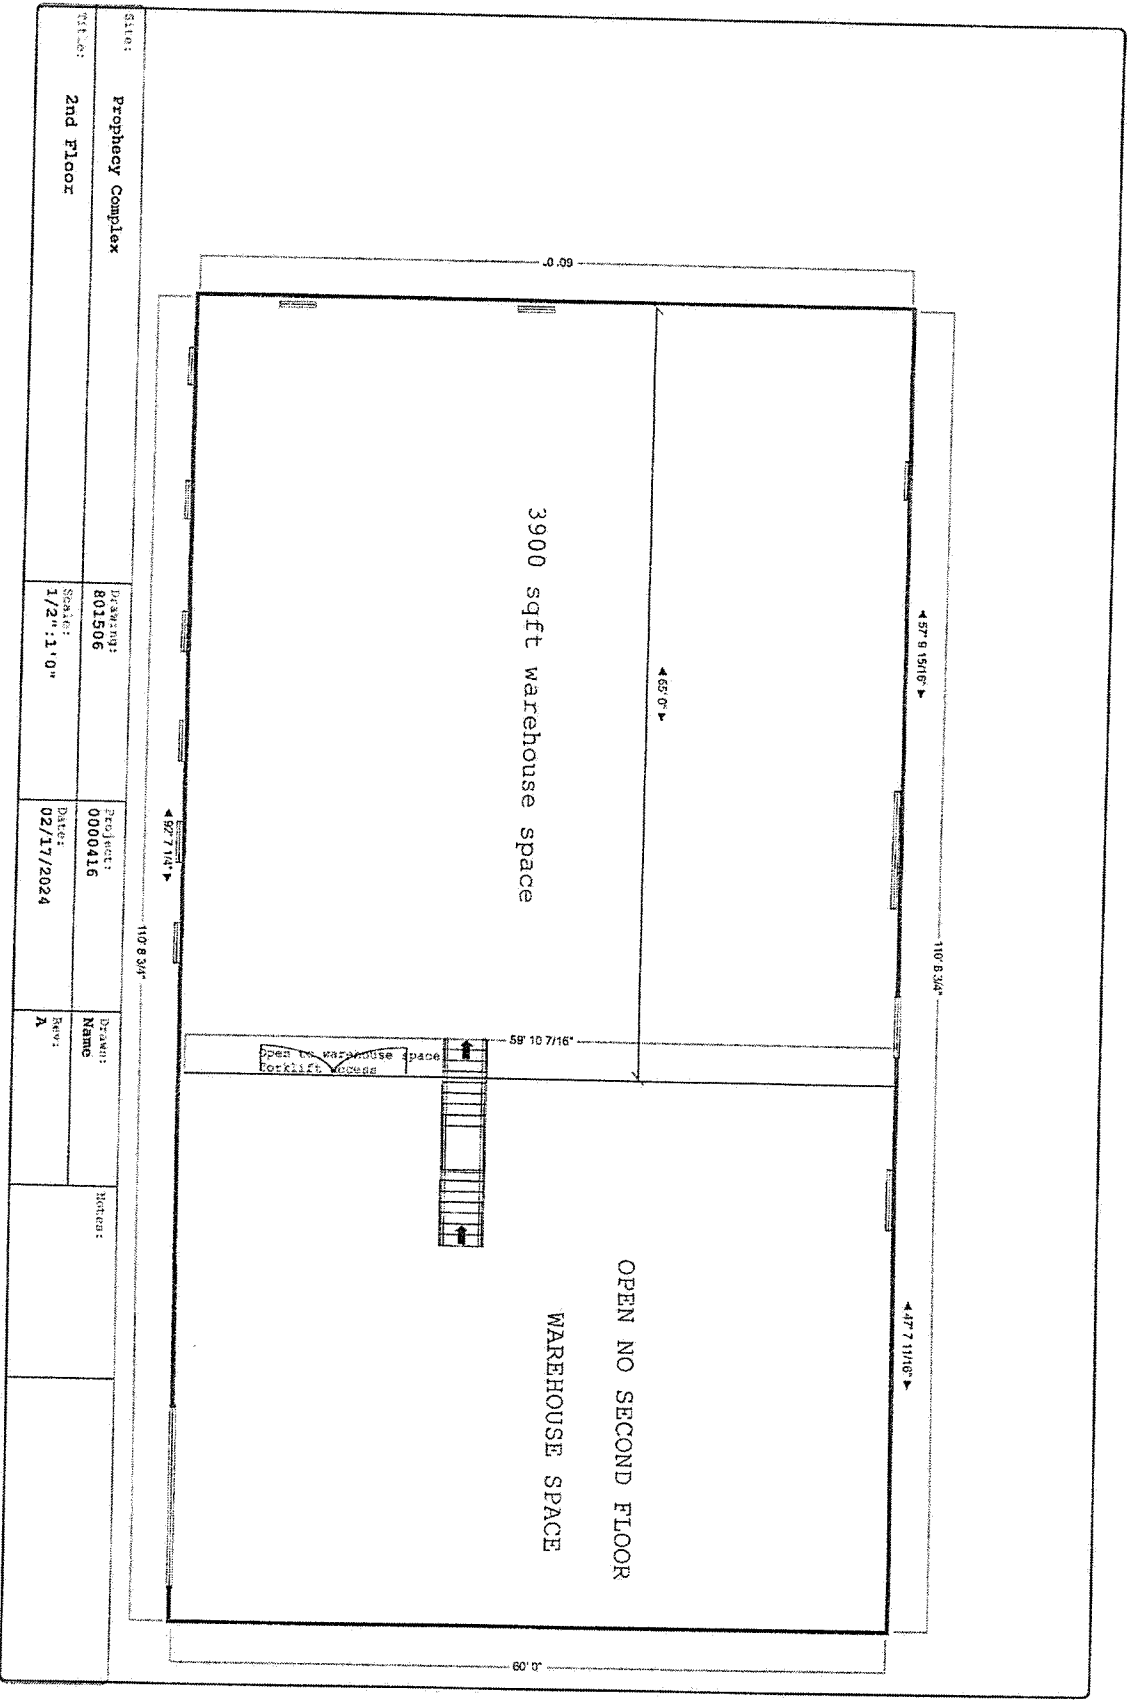 60' 0"
110' 8 3/4"
57' 9 15/16"
47' 7 11/16"
65' 0"
3900 sqft warehouse space
OPEN NO SECOND FLOOR
WAREHOUSE SPACE
59' 10 7/16"
Open to warehouse space
Forklift access
60' 0"
92' 7 1/4"
110' 8 3/4"
Site: Prophecy Complex
Title: 2nd Floor
Drawing:
801506
Scale:
1/2":1'0"
Project:
0000416
Date:
02/17/2024
Drawn:
Name
Rev:
A
Notes: